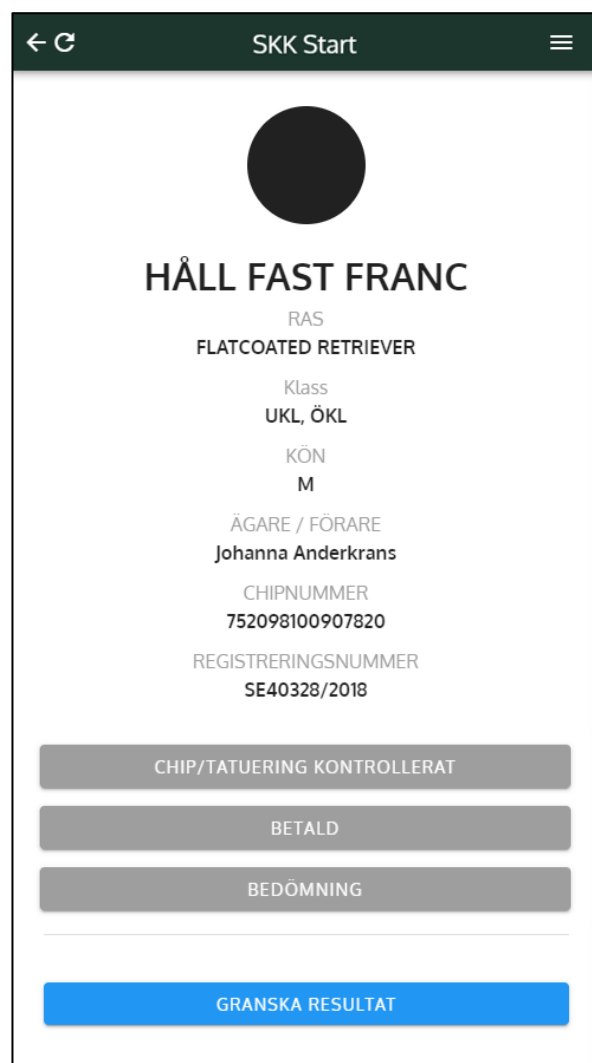 SKK Start
HÅLL FAST FRANC
RAS
FLATCOATED RETRIEVER
Klass
UKL, ÖKL
KÖN
M
ÄGARE / FÖRARE
Johanna Anderkrans
CHIPNUMMER
752098100907820
REGISTRERINGSNUMMER
SE40328/2018
CHIP/TATUERING KONTROLLERAT
BETALD
BEDÖMNING
GRANSKA RESULTAT